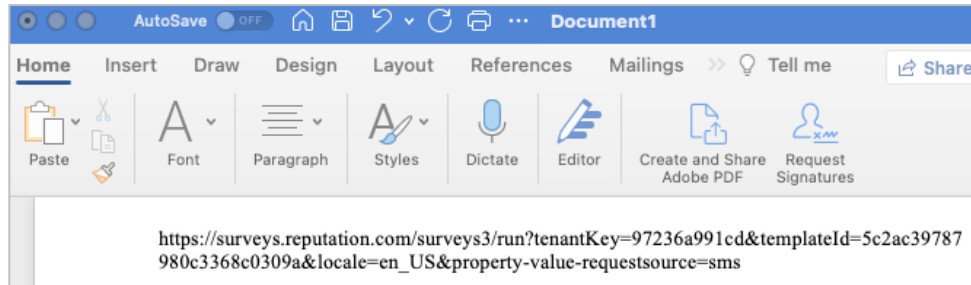 AutoSave OFF Document1
Home Insert Draw Design Layout References Mailings Tell me Share
Paste Font Paragraph Styles Dictate Editor Create and Share Adobe PDF Request Signatures
https://surveys.reputation.com/surveys3/run?tenantKey=97236a991cd&templateId=5c2ac39787
980c3368c0309a&locale=en_US&property-value-requestsource=sms